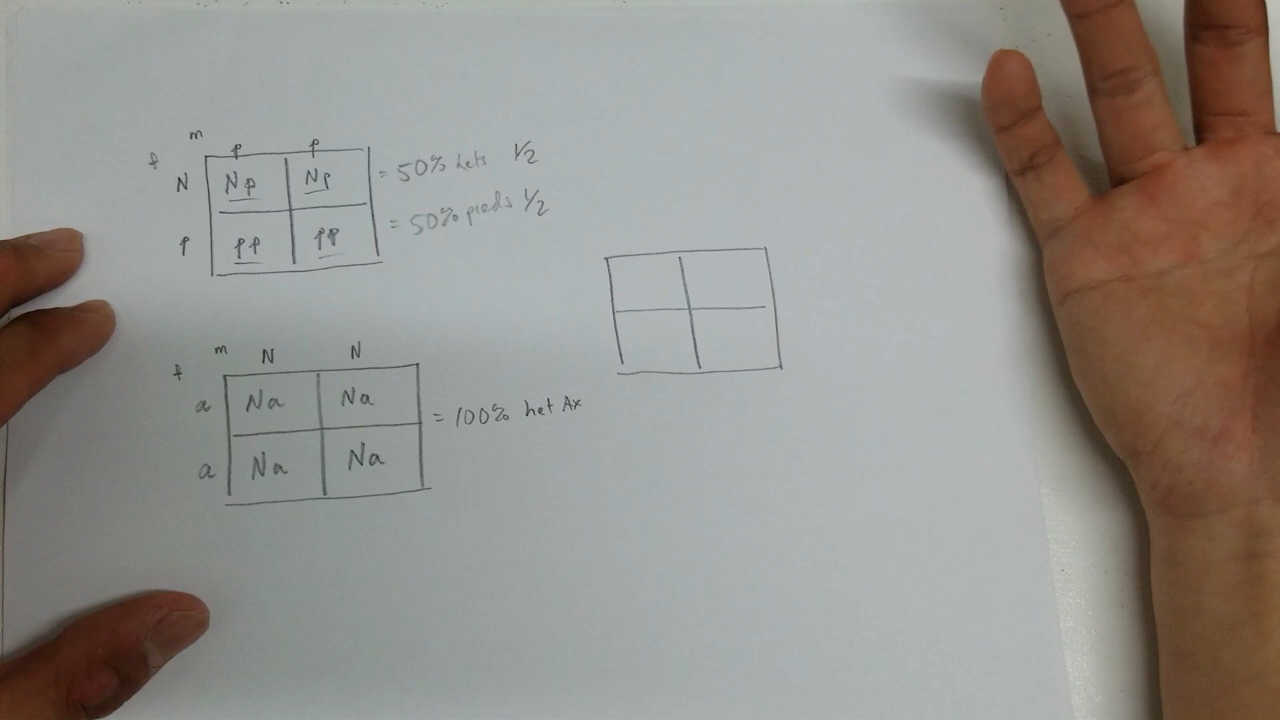 m
f p p
N Np Np = 50% hets 1/2
p pp pp = 50% pieds 1/2
m N N
f
a Na Na = 100% het Ax
a Na Na